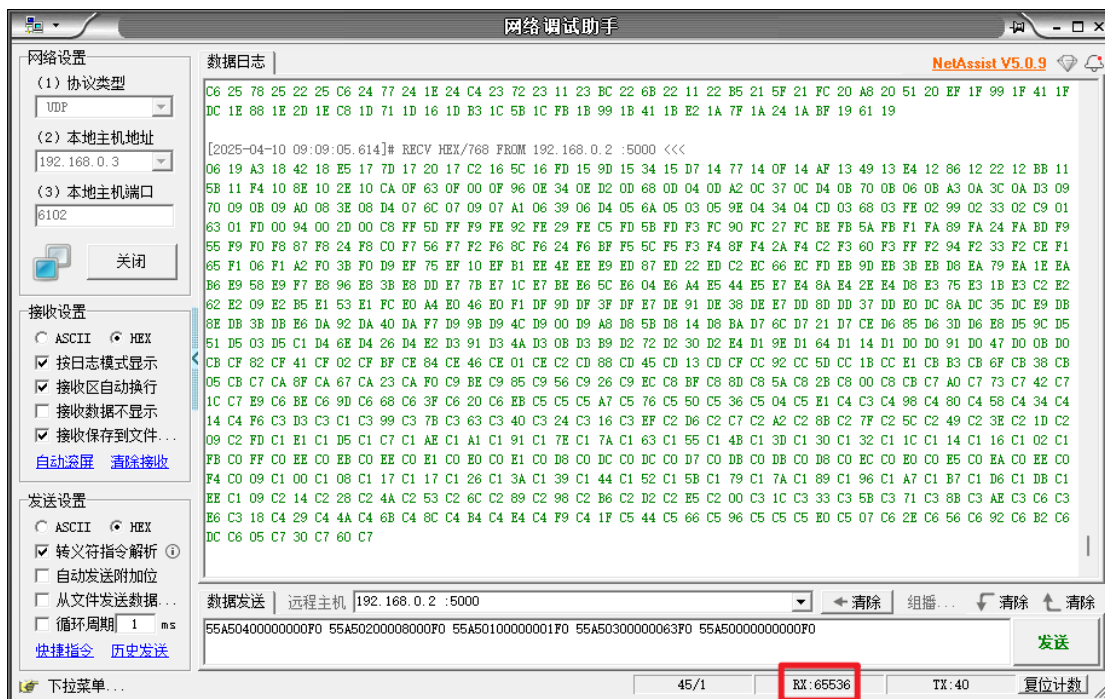 网络调试助手
网络设置
(1) 协议类型
UDP
(2) 本地主机地址
192.168.0.3
(3) 本地主机端口
6102
关闭
接收设置
ASCII HEX
按日志模式显示
接收区自动换行
接收数据不显示
接收保存到文件...
自动滚屏 清除接收
发送设置
ASCII HEX
转义符指令解析
自动发送附加位
从文件发送数据...
循环周期 1 ms
快捷指令 历史发送
下拉菜单...
数据日志
NetAssist V5.0.9
C6 25 78 25 22 25 C6 24 77 24 1E 24 C4 23 72 23 11 23 BC 22 6B 22 11 22 B5 21 5F 21 FC 20 A8 20 51 20 EF 1F 99 1F 41 1F
DC 1E 88 1E 2D 1E C8 1D 71 1D 16 1D B3 1C 5B 1C FB 1B 99 1B 41 1B E2 1A 7F 1A 24 1A BF 19 61 19
[2025-04-10 09:09:05.614]# RECV HEX/768 FROM 192.168.0.2 :5000 <<<
06 19 A3 18 42 18 E5 17 7D 17 20 17 C2 16 5C 16 FD 15 9D 15 34 15 D7 14 77 14 0F 14 AF 13 49 13 E4 12 86 12 22 12 BB 11
5B 11 F4 10 8E 10 2E 10 CA 0F 63 0F 00 0F 96 0E 34 0E D2 0D 68 0D 04 0D A2 0C 37 0C D4 0B 70 0B 06 0B A3 0A 3C 0A D3 09
70 09 0B 09 A0 08 3E 08 D4 07 6C 07 09 07 A1 06 39 06 D4 05 6A 05 03 05 9E 04 34 04 CD 03 68 03 FE 02 99 02 33 02 C9 01
63 01 FD 00 94 00 2D 00 C8 FF 5D FF F9 FE 92 FE 29 FE C5 FD 5B FD F3 FC 90 FC 27 FC BE FB 5A FB F1 FA 89 FA 24 FA BD F9
55 F9 F0 F8 87 F8 24 F8 C0 F7 56 F7 F2 F6 8C F6 24 F6 BF F5 5C F5 F3 F4 8F F4 2A F4 C2 F3 60 F3 FF F2 94 F2 33 F2 CE F1
65 F1 06 F1 A2 F0 3B F0 D9 EF 75 EF 10 EF B1 EE 4E EE E9 ED 87 ED 22 ED C2 EC 66 EC FD EB 9D EB 3B EB D8 EA 79 EA 1E EA
B6 E9 58 E9 F7 E8 96 E8 3B E8 DD E7 7B E7 1C E7 BE E6 5C E6 04 E6 A4 E5 44 E5 E7 E4 8A E4 2E E4 D8 E3 75 E3 1B E3 C2 E2
62 E2 09 E2 B5 E1 53 E1 FC E0 A4 E0 46 E0 F1 DF 9D DF 3F DF E7 DE 91 DE 38 DE E7 DD 8D DD 37 DD E0 DC 8A DC 35 DC E9 DB
8E DB 3B DB E6 DA 92 DA 40 DA F7 D9 9B D9 4C D9 00 D9 A8 D8 5B D8 14 D8 BA D7 6C D7 21 D7 CE D6 85 D6 3D D6 E8 D5 9C D5
51 D5 03 D5 C1 D4 6E D4 26 D4 E2 D3 91 D3 4A D3 0B D3 B9 D2 72 D2 30 D2 E4 D1 9E D1 64 D1 14 D1 D0 D0 91 D0 47 D0 0B D0
CB CF 82 CF 41 CF 02 CF BF CE 84 CE 46 CE 01 CE C2 CD 88 CD 45 CD 13 CD CF CC 92 CC 5D CC 1B CC E1 CB B3 CB 6F CB 38 CB
05 CB C7 CA 8F CA 67 CA 23 CA F0 C9 BE C9 85 C9 56 C9 26 C9 EC C8 BF C8 8D C8 5A C8 2B C8 00 C8 CB C7 A0 C7 73 C7 42 C7
1C C7 E9 C6 BE C6 9D C6 68 C6 3F C6 20 C6 EB C5 C5 C5 A7 C5 76 C5 50 C5 36 C5 04 C5 E1 C4 C3 C4 98 C4 80 C4 58 C4 34 C4
14 C4 F6 C3 D3 C3 C1 C3 99 C3 7B C3 63 C3 40 C3 24 C3 16 C3 EF C2 D6 C2 C7 C2 A2 C2 8B C2 7F C2 5C C2 49 C2 3E C2 1D C2
09 C2 FD C1 E1 C1 D5 C1 C7 C1 AE C1 A1 C1 91 C1 7E C1 7A C1 63 C1 55 C1 4B C1 3D C1 30 C1 32 C1 1C C1 14 C1 16 C1 02 C1
FB C0 FF C0 EE C0 EB C0 EE C0 E1 C0 E0 C0 E1 C0 D8 C0 DC C0 DC C0 D7 C0 DB C0 DB C0 D8 C0 EC C0 E0 C0 E5 C0 EA C0 EE C0
F4 C0 09 C1 00 C1 08 C1 17 C1 17 C1 26 C1 3A C1 39 C1 44 C1 52 C1 5B C1 79 C1 7A C1 89 C1 96 C1 A7 C1 B7 C1 D6 C1 DB C1
EE C1 09 C2 14 C2 28 C2 4A C2 53 C2 6C C2 89 C2 98 C2 B6 C2 D2 C2 E5 C2 00 C3 1C C3 33 C3 5B C3 71 C3 8B C3 AE C3 C6 C3
E6 C3 18 C4 29 C4 4A C4 6B C4 8C C4 B4 C4 E4 C4 F9 C4 1F C5 44 C5 66 C5 96 C5 C5 C5 E0 C5 07 C6 2E C6 56 C6 92 C6 B2 C6
DC C6 05 C7 30 C7 60 C7
数据发送 远程主机 192.168.0.2 :5000 清除 组播... 清除 清除
55A50400000000F0 55A50200008000F0 55A50100000001F0 55A50300000063F0 55A50000000000F0
发送
45/1 RX:65536 TX:40 复位计数